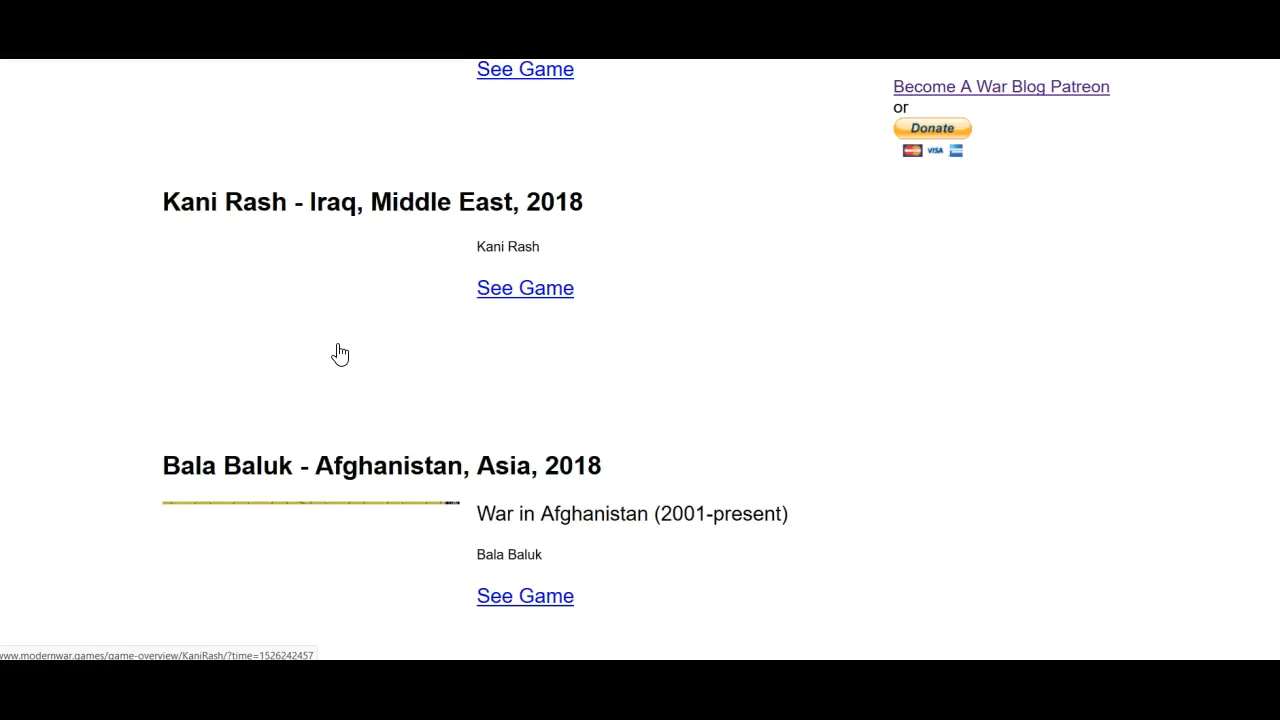 See Game
Become A War Blog Patreon
or
Donate
VISA
Kani Rash - Iraq, Middle East, 2018
Kani Rash
See Game
Bala Baluk - Afghanistan, Asia, 2018
War in Afghanistan (2001-present)
Bala Baluk
See Game
www.modernwar.games/game-overview/KaniRash/?time=1526242457